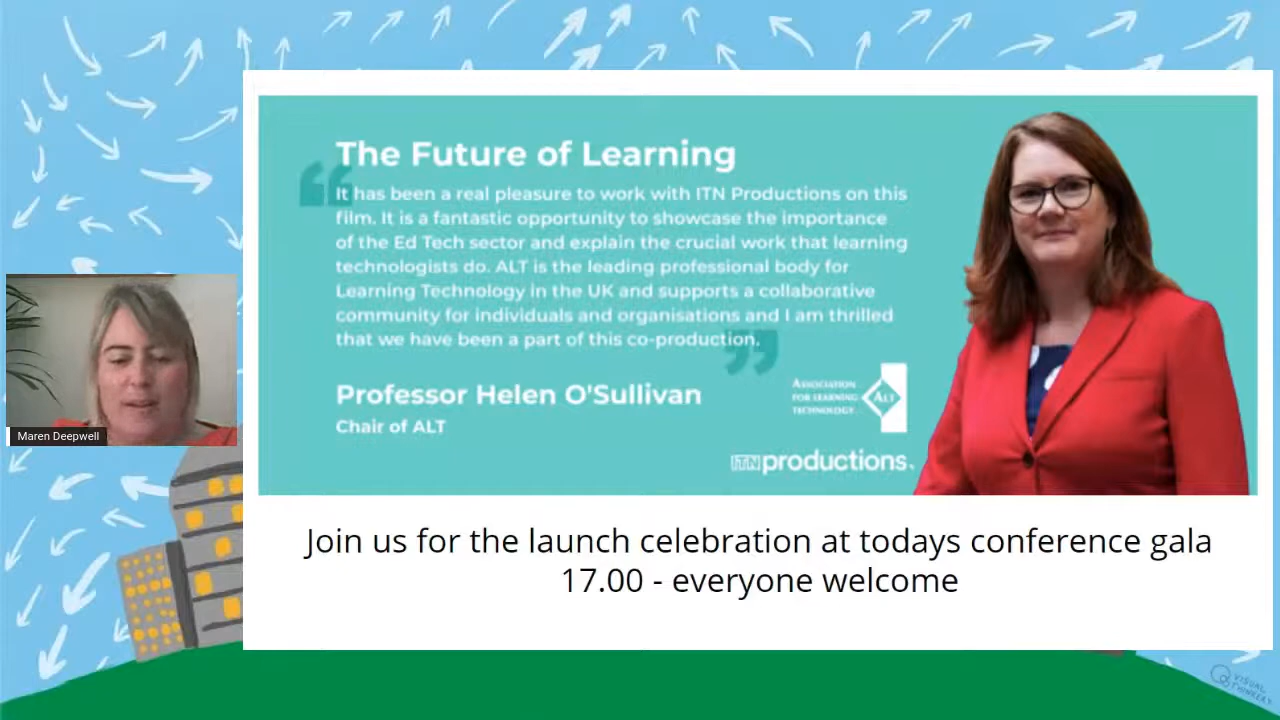 The Future of Learning
It has been a real pleasure to work with ITN Productions on this
film. It is a fantastic opportunity to showcase the importance
of the Ed Tech sector and explain the crucial work that learning
technologists do. ALT is the leading professional body for
Learning Technology in the UK and supports a collaborative
community for individuals and organisations and I am thrilled
that we have been a part of this co-production.
Professor Helen O'Sullivan
Chair of ALT
ASSOCIATION
FOR LEARNING
TECHNOLOGY
ALT
ITN productions.
Maren Deepwell
Join us for the launch celebration at todays conference gala
17.00 - everyone welcome
VISUAL
THINKERY